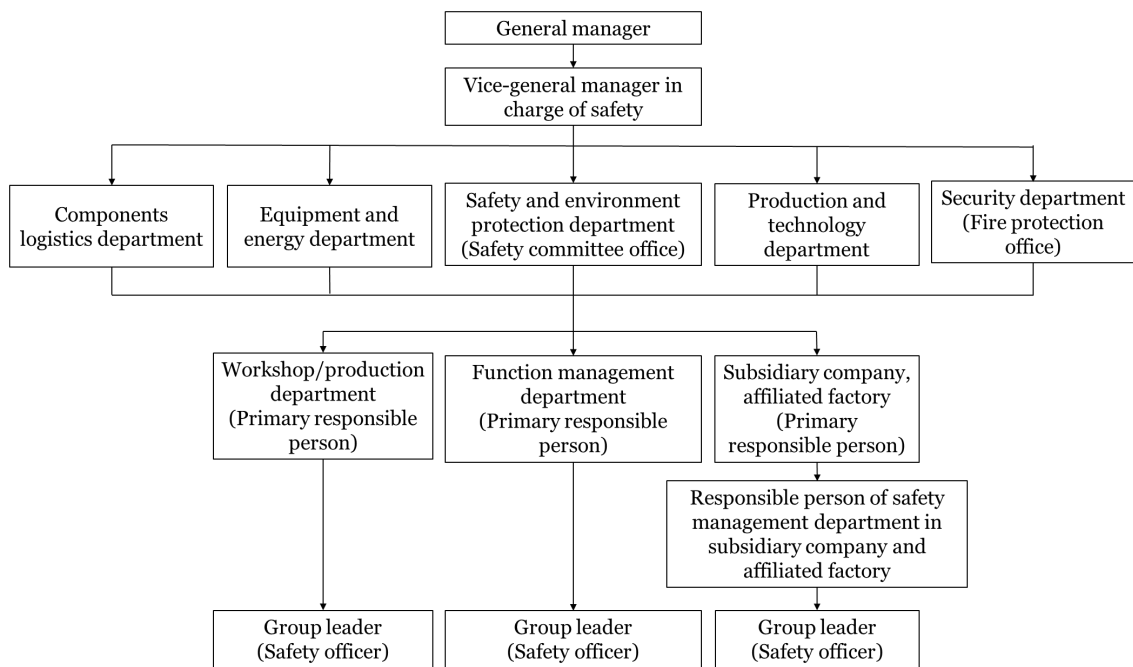 General manager
Vice-general manager in
charge of safety
Components
logistics department
Equipment and
energy department
Safety and environment
protection department
(Safety committee office)
Production and
technology
department
Security department
(Fire protection
office)
Workshop/production
department
(Primary responsible
person)
Function management
department
(Primary responsible
person)
Subsidiary company,
affiliated factory
(Primary
responsible person)
Responsible person of safety
management department in
subsidiary company and
affiliated factory
Group leader
(Safety officer)
Group leader
(Safety officer)
Group leader
(Safety officer)